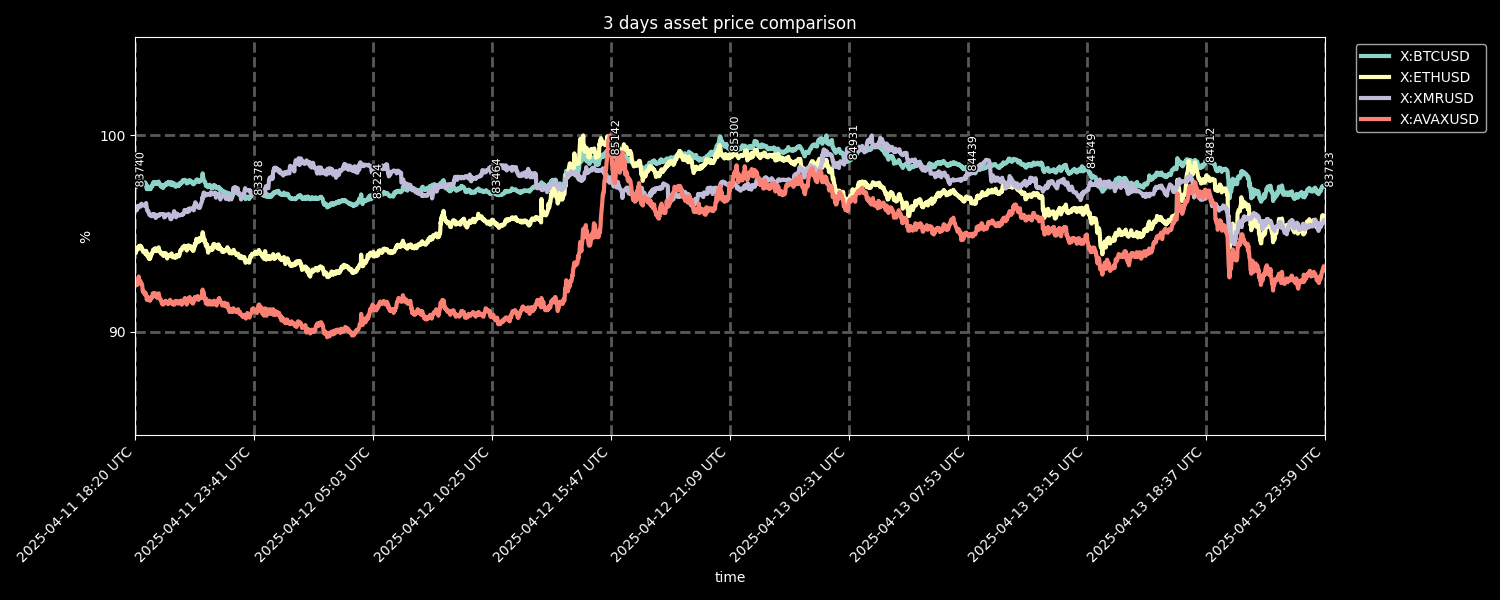 3 days asset price comparison
X:BTCUSD
X:ETHUSD
X:XMRUSD
X:AVAXUSD
100
90
%
83740
83378
83224
83464
85142
85300
84931
84439
84549
84812
83733
2025-04-11 18:20 UTC
2025-04-11 23:41 UTC
2025-04-12 05:03 UTC
2025-04-12 10:25 UTC
2025-04-12 15:47 UTC
2025-04-12 21:09 UTC
2025-04-13 02:31 UTC
2025-04-13 07:53 UTC
2025-04-13 13:15 UTC
2025-04-13 18:37 UTC
2025-04-13 23:59 UTC
time